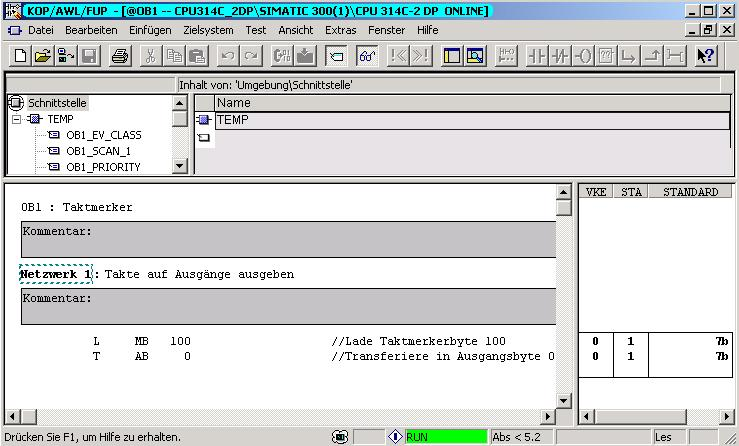 KOP/AWL/FUP - [@OB1 -- CPU314C_2DP\SIMATIC 300(1)\CPU 314C-2 DP ONLINE]
Datei Bearbeiten Einfügen Zielsystem Test Ansicht Extras Fenster Hilfe
Inhalt von: 'Umgebung\Schnittstelle'
Schnittstelle
TEMP
OB1_EV_CLASS
OB1_SCAN_1
OB1_PRIORITY
Name
TEMP
OB1 : Taktmerker
Kommentar:
Netzwerk 1: Takte auf Ausgänge ausgeben
Kommentar:
L MB 100 //Lade Taktmerkerbyte 100
T AB 0 //Transferiere in Ausgangsbyte 0
VKE STA STANDARD
0 1 7b
0 1 7b
Drücken Sie F1, um Hilfe zu erhalten. RUN Abs < 5.2 Les